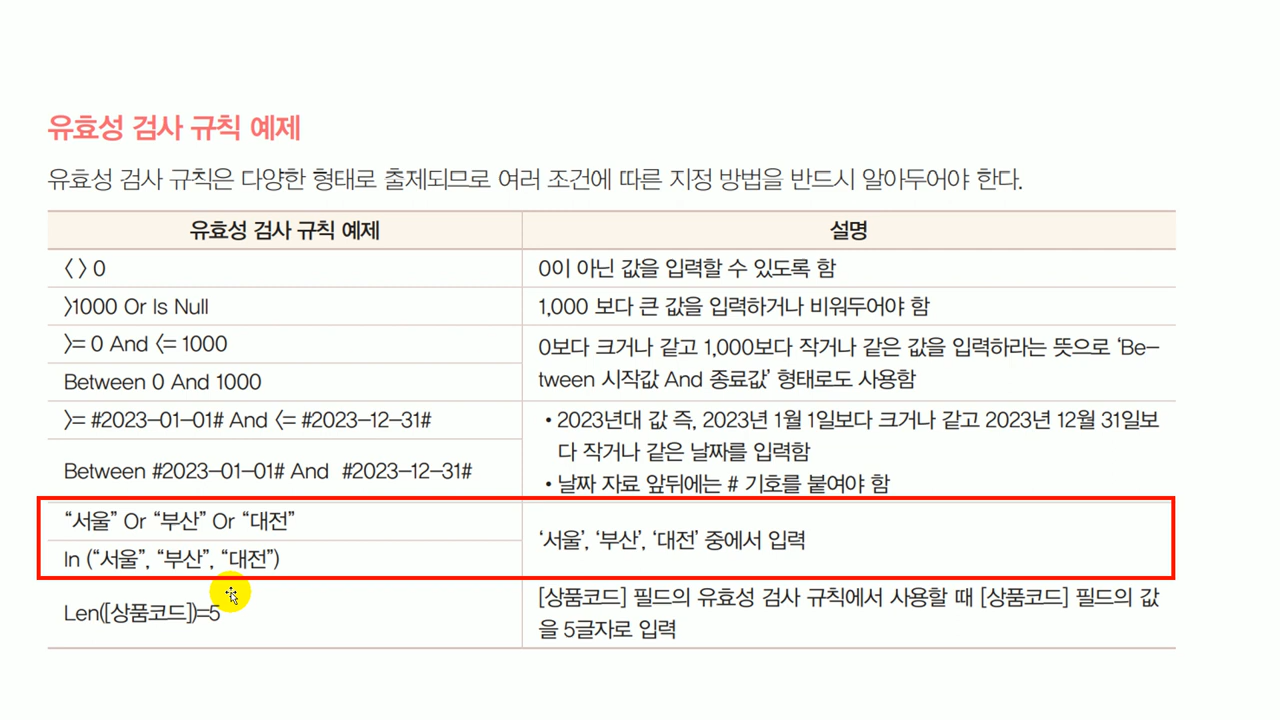 유효성 검사 규칙 예제
유효성 검사 규칙은 다양한 형태로 출제되므로 여러 조건에 따른 지정 방법을 반드시 알아두어야 한다.
유효성 검사 규칙 예제 설명
〈 〉 0 0이 아닌 값을 입력할 수 있도록 함
〉1000 Or Is Null 1,000 보다 큰 값을 입력하거나 비워두어야 함
〉= 0 And 〈= 1000
Between 0 And 1000
0보다 크거나 같고 1,000보다 작거나 같은 값을 입력하라는 뜻으로 ‘Be–
tween 시작값 And 종료값’ 형태로도 사용함
〉= #2023–01–01# And 〈= #2023–12–31#
Between #2023–01–01# And #2023–12–31#
• 2023년대 값 즉, 2023년 1월 1일보다 크거나 같고 2023년 12월 31일보
다 작거나 같은 날짜를 입력함
• 날짜 자료 앞뒤에는 # 기호를 붙여야 함
“서울” Or “부산” Or “대전”
In (“서울”, “부산”, “대전”)
‘서울’, ‘부산’, ‘대전’ 중에서 입력
Len([상품코드])=5
[상품코드] 필드의 유효성 검사 규칙에서 사용할 때 [상품코드] 필드의 값
을 5글자로 입력